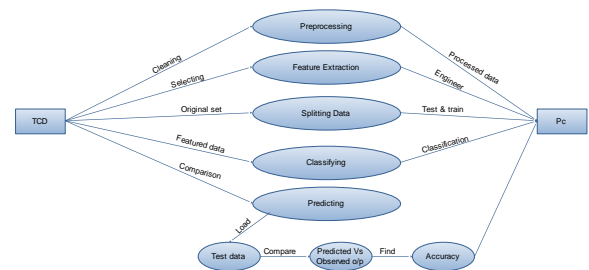 Preprocessing
Cleaning
Processed data
Feature Extraction
Selecting
Engineer
TCD
Original set
Splitting Data
Test & train
Pc
Featured data
Classifying
Classification
Comparison
Predicting
Load
Test data
Compare
Predicted Vs
Observed o/p
Find
Accuracy